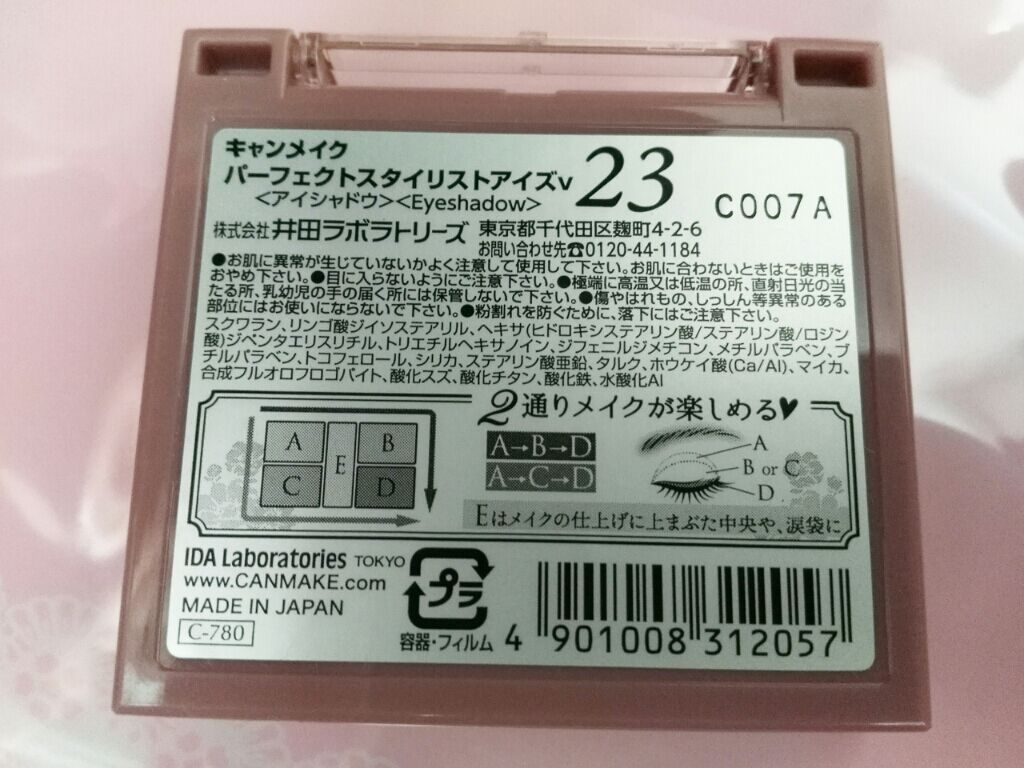 キャンメイク
パーフェクトスタイリストアイズv 23
<アイシャドウ><Eyeshadow>
C007A
株式会社 井田ラボラトリーズ 東京都千代田区麹町4-2-6
お問い合わせ先☎0120-44-1184
●お肌に異常が生じていないかよく注意して使用して下さい。お肌に合わないときはご使用を
おやめ下さい。●目に入らないようにご注意下さい。●極端に高温又は低温の所、直射日光の当
たる所、乳幼児の手の届く所には保管しないで下さい。●傷やはれもの、しっしん等異常のある
部位にはお使いにならないで下さい。●粉割れを防ぐために、落下にはご注意下さい。
スクワラン、リンゴ酸ジイソステアリル、ヘキサ(ヒドロキシステアリン酸/ステアリン酸/ロジン
酸)ジペンタエリスリチル、トリエチルヘキサノイン、ジフェニルジメチコン、メチルパラベン、ブ
チルパラベン、トコフェロール、シリカ、ステアリン酸亜鉛、タルク、ホウケイ酸(Ca/Al)、マイカ、
合成フルオロフロゴパイト、酸化スズ、酸化チタン、酸化鉄、水酸化Al
2通りメイクが楽しめる♥
A B
E
C D
A→B→D
A→C→D
A
B or C
D
Eはメイクの仕上げに上まぶた中央や、涙袋に
IDA Laboratories TOKYO
www.CANMAKE.com
MADE IN JAPAN
C-780
プラ
容器・フィルム
4 901008 312057